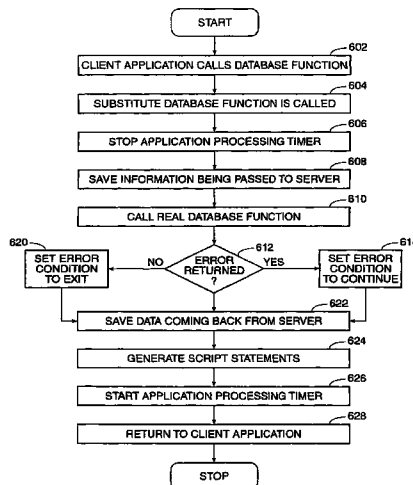 START
602
CLIENT APPLICATION CALLS DATABASE FUNCTION
604
SUBSTITUTE DATABASE FUNCTION IS CALLED
606
STOP APPLICATION PROCESSING TIMER
608
SAVE INFORMATION BEING PASSED TO SERVER
610
CALL REAL DATABASE FUNCTION
620
612
61
SET ERROR
CONDITION
TO EXIT
NO
ERROR
RETURNED
?
YES
SET ERROR
CONDITION
TO CONTINUE
622
SAVE DATA COMING BACK FROM SERVER
624
GENERATE SCRIPT STATEMENTS
626
START APPLICATION PROCESSING TIMER
628
RETURN TO CLIENT APPLICATION
STOP